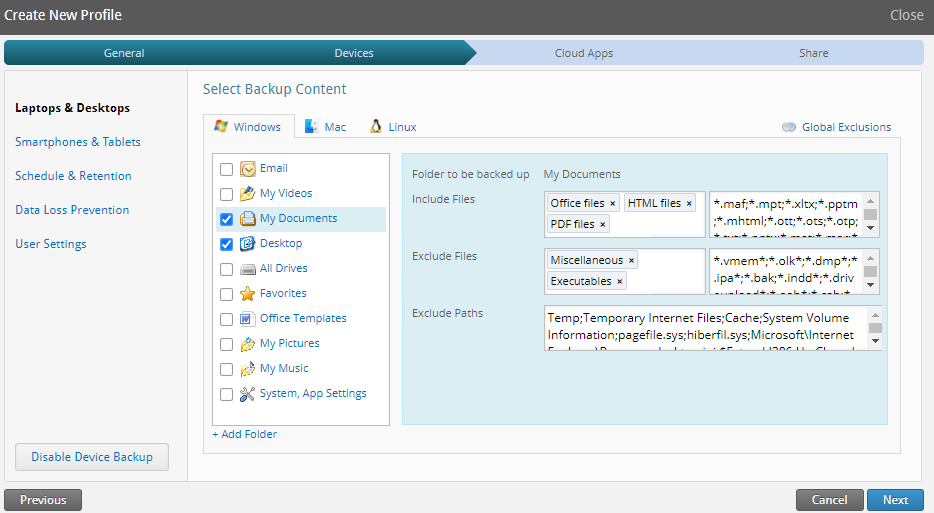 Create New Profile
Close
General
Devices
Cloud Apps
Share
Laptops & Desktops
Smartphones & Tablets
Schedule & Retention
Data Loss Prevention
User Settings
Disable Device Backup
Select Backup Content
Windows
Mac
Linux
Global Exclusions
Email
My Videos
My Documents
Desktop
All Drives
Favorites
Office Templates
My Pictures
My Music
System, App Settings
+ Add Folder
Folder to be backed up
My Documents
Include Files
Office files ×
HTML files ×
PDF files ×
*.maf;*.mpt;*.xltx;*.pptm
;*.mhtml;*.ott;*.ots;*.otp;
Exclude Files
Miscellaneous ×
Executables ×
*.vmem*;*.olk*;*.dmp*;*
.ipa*;*.bak;*.indd*;*.driv
Exclude Paths
Temp;Temporary Internet Files;Cache;System Volume
Information;pagefile.sys;hiberfil.sys;Microsoft\Internet
Previous
Cancel
Next